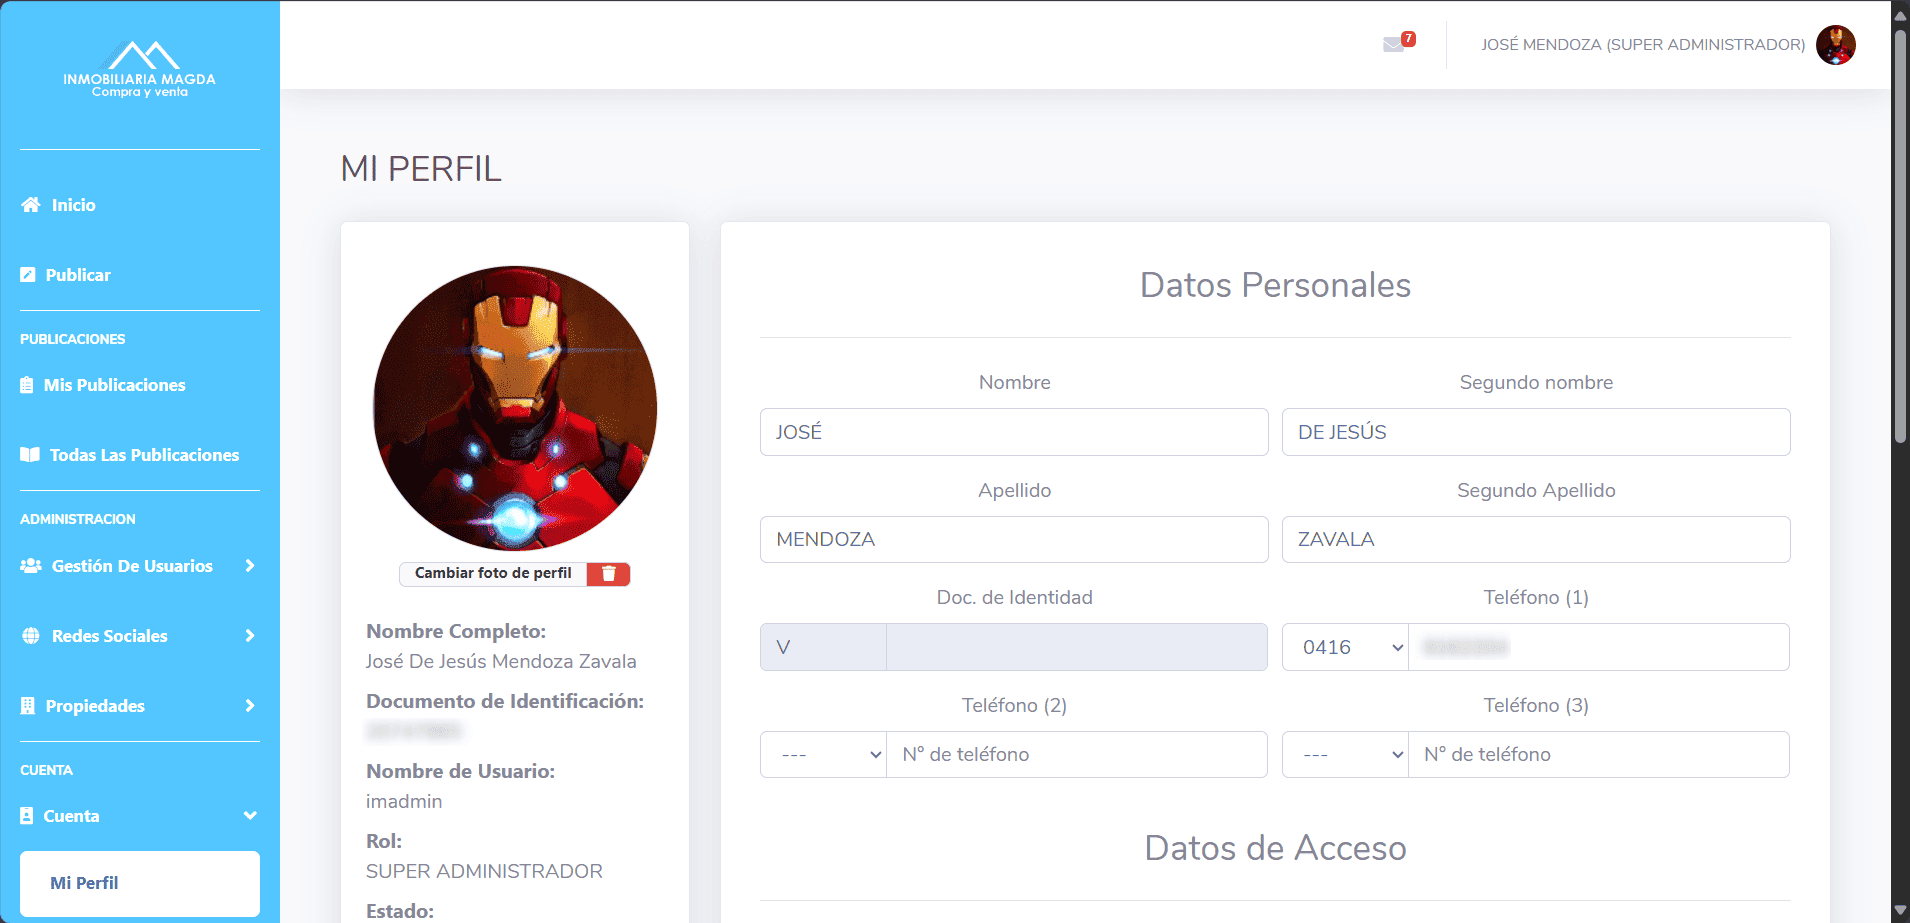 INMOBILIARIA MAGDA
Compra y venta
Inicio
Publicar
PUBLICACIONES
Mis Publicaciones
Todas Las Publicaciones
ADMINISTRACION
Gestión De Usuarios
Redes Sociales
Propiedades
CUENTA
Cuenta
Mi Perfil
7
JOSÉ MENDOZA (SUPER ADMINISTRADOR)
MI PERFIL
Cambiar foto de perfil
Nombre Completo:
José De Jesús Mendoza Zavala
Documento de Identificación:
Nombre de Usuario:
imadmin
Rol:
SUPER ADMINISTRADOR
Estado:
Datos Personales
Nombre
Segundo nombre
JOSÉ
DE JESÚS
Apellido
Segundo Apellido
MENDOZA
ZAVALA
Doc. de Identidad
Teléfono (1)
V
0416
Teléfono (2)
Teléfono (3)
---
N° de teléfono
---
N° de teléfono
Datos de Acceso